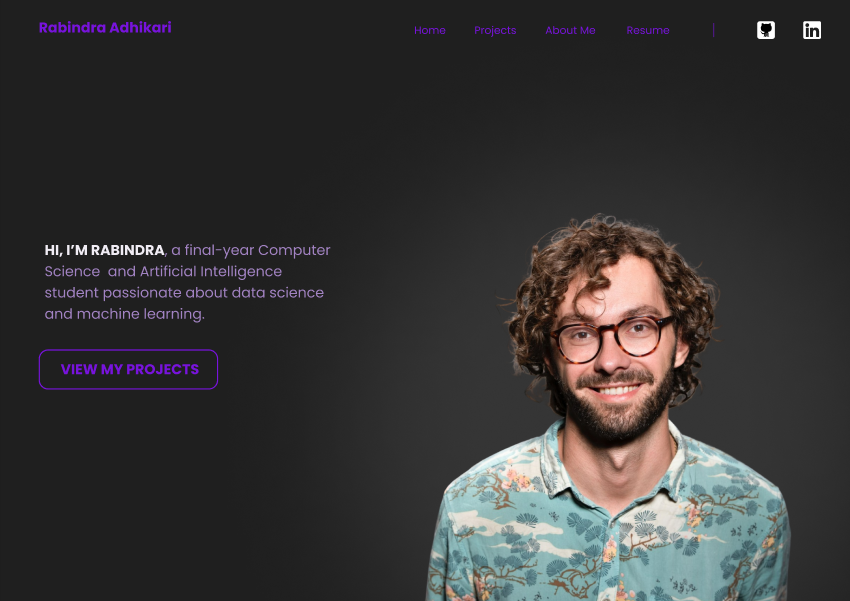 Rabindra Adhikari
Home Projects About Me Resume
HI, I’M RABINDRA, a final-year Computer
Science and Artificial Intelligence
student passionate about data science
and machine learning.
VIEW MY PROJECTS